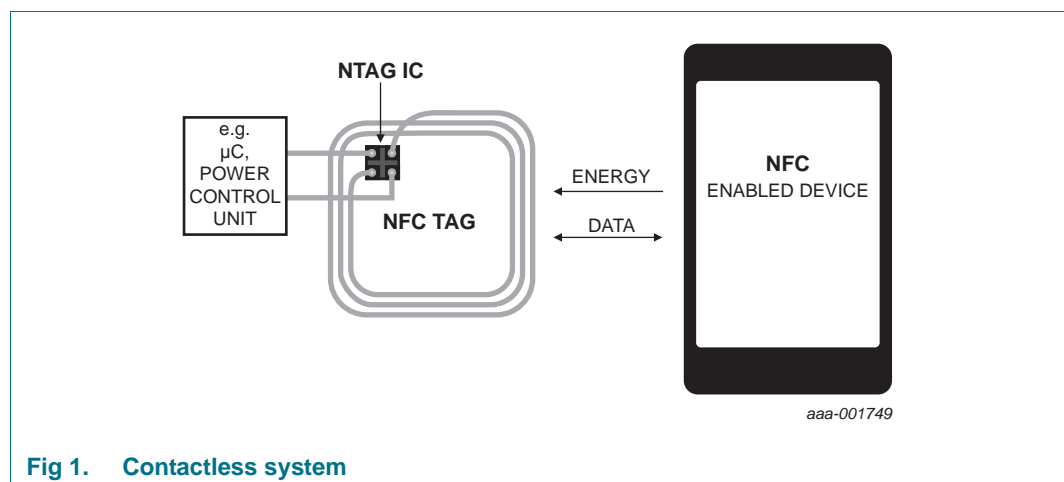 NTAG IC
e.g.
µC,
POWER
CONTROL
UNIT
NFC TAG
ENERGY
DATA
NFC
ENABLED DEVICE
aaa-001749
Fig 1. Contactless system